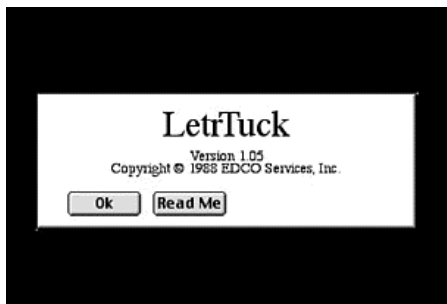 LetrTuck
Version 1.05
Copyright © 1988 EDCO Services, Inc.
Ok
Read Me